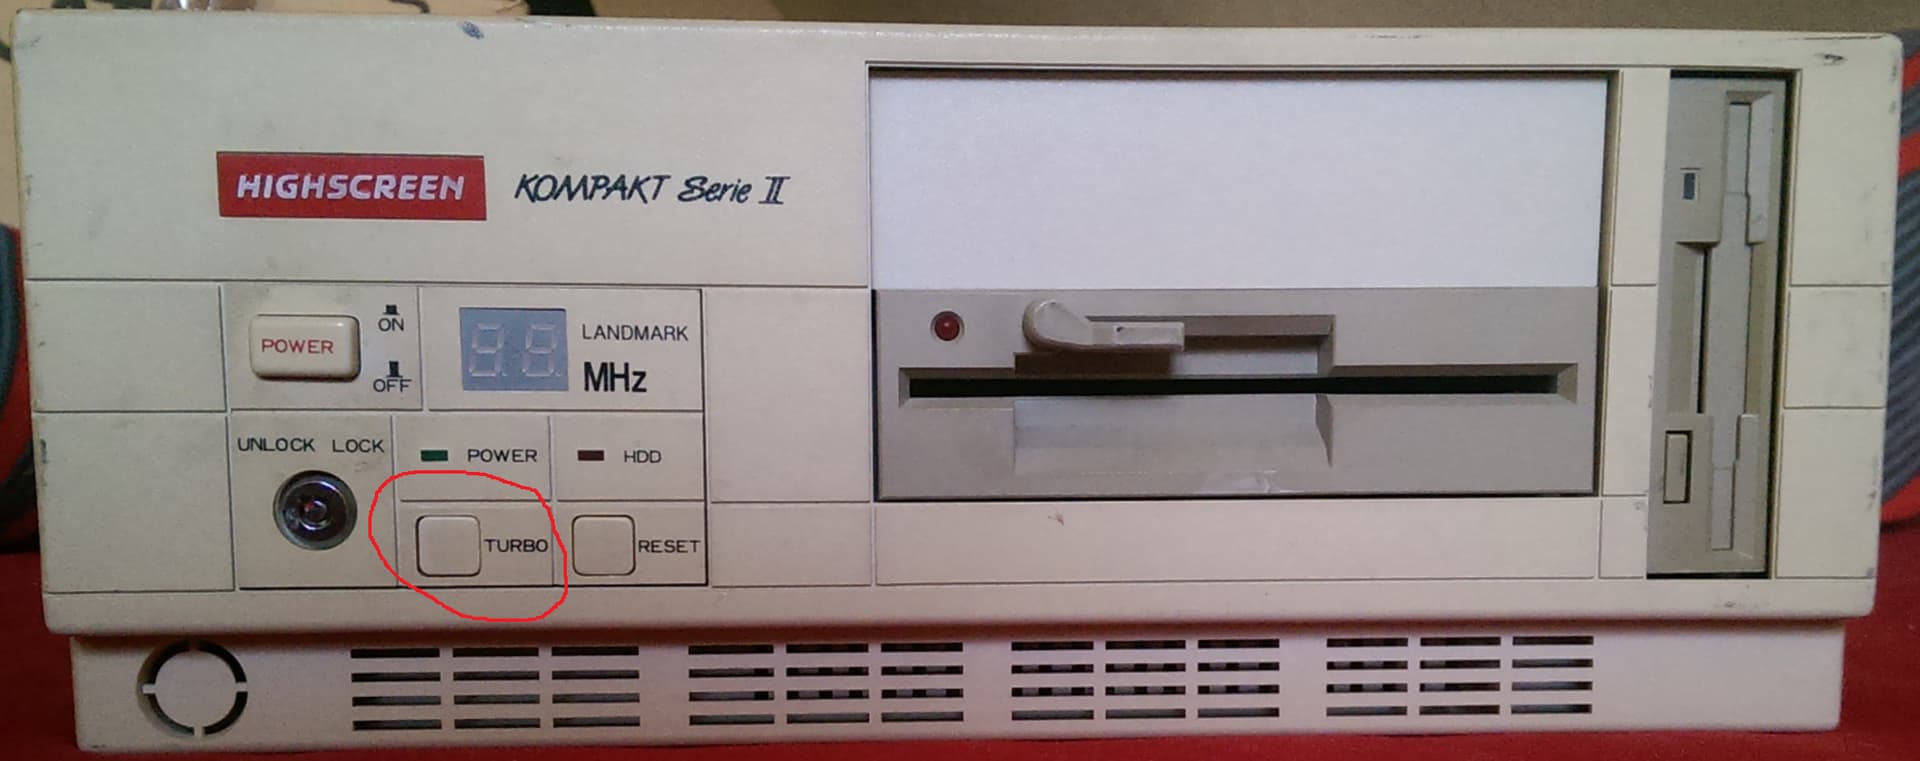 HIGHSCREEN KOMPAKT Serie II
POWER
ON
OFF
LANDMARK
MHz
UNLOCK LOCK
POWER
HDD
TURBO
RESET